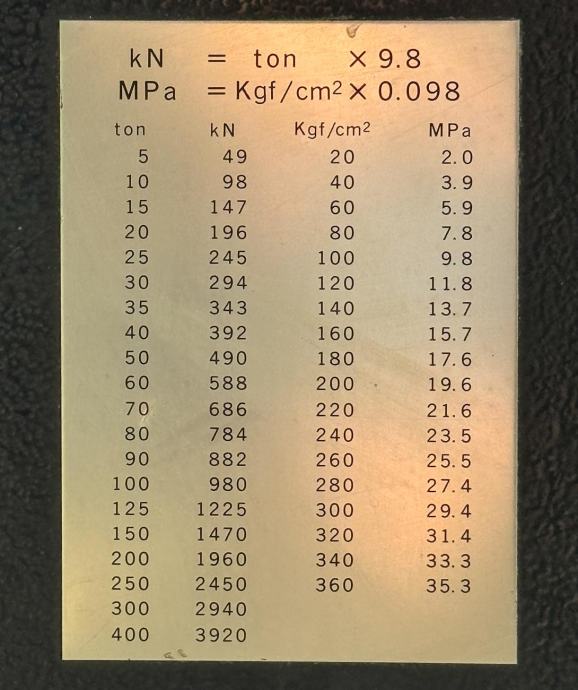 kN = ton × 9.8
MPa = Kgf/cm² × 0.098
ton kN Kgf/cm² MPa
5 49 20 2.0
10 98 40 3.9
15 147 60 5.9
20 196 80 7.8
25 245 100 9.8
30 294 120 11.8
35 343 140 13.7
40 392 160 15.7
50 490 180 17.6
60 588 200 19.6
70 686 220 21.6
80 784 240 23.5
90 882 260 25.5
100 980 280 27.4
125 1225 300 29.4
150 1470 320 31.4
200 1960 340 33.3
250 2450 360 35.3
300 2940
400 3920